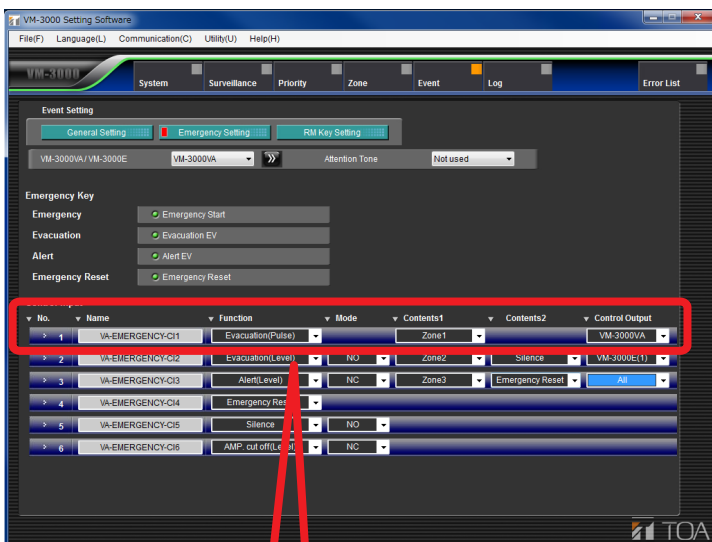 VM-3000 Setting Software
File(F) Language(L) Communication(C) Utility(U) Help(H)
VM-3000
System Surveillance Priority Zone Event Log Error List
Event Setting
General Setting Emergency Setting RM Key Setting
VM-3000VA / VM-3000E VM-3000VA Attention Tone Not used
Emergency Key
Emergency Emergency Start
Evacuation Evacuation EV
Alert Alert EV
Emergency Reset Emergency Reset
No. Name Function Mode Contents1 Contents2 Control Output
1 VA-EMERGENCY-CI1 Evacuation(Pulse) Zone1 VM-3000VA
2 VA-EMERGENCY-CI2 Evacuation(Level) NO Zone2 Silence VM-3000E(1)
3 VA-EMERGENCY-CI3 Alert(Level) NC Zone3 Emergency Reset All
4 VA-EMERGENCY-CI4 Emergency
5 VA-EMERGENCY-CI5 Silence NO
6 VA-EMERGENCY-CI6 AMP. cut off(Level) NC
TOA